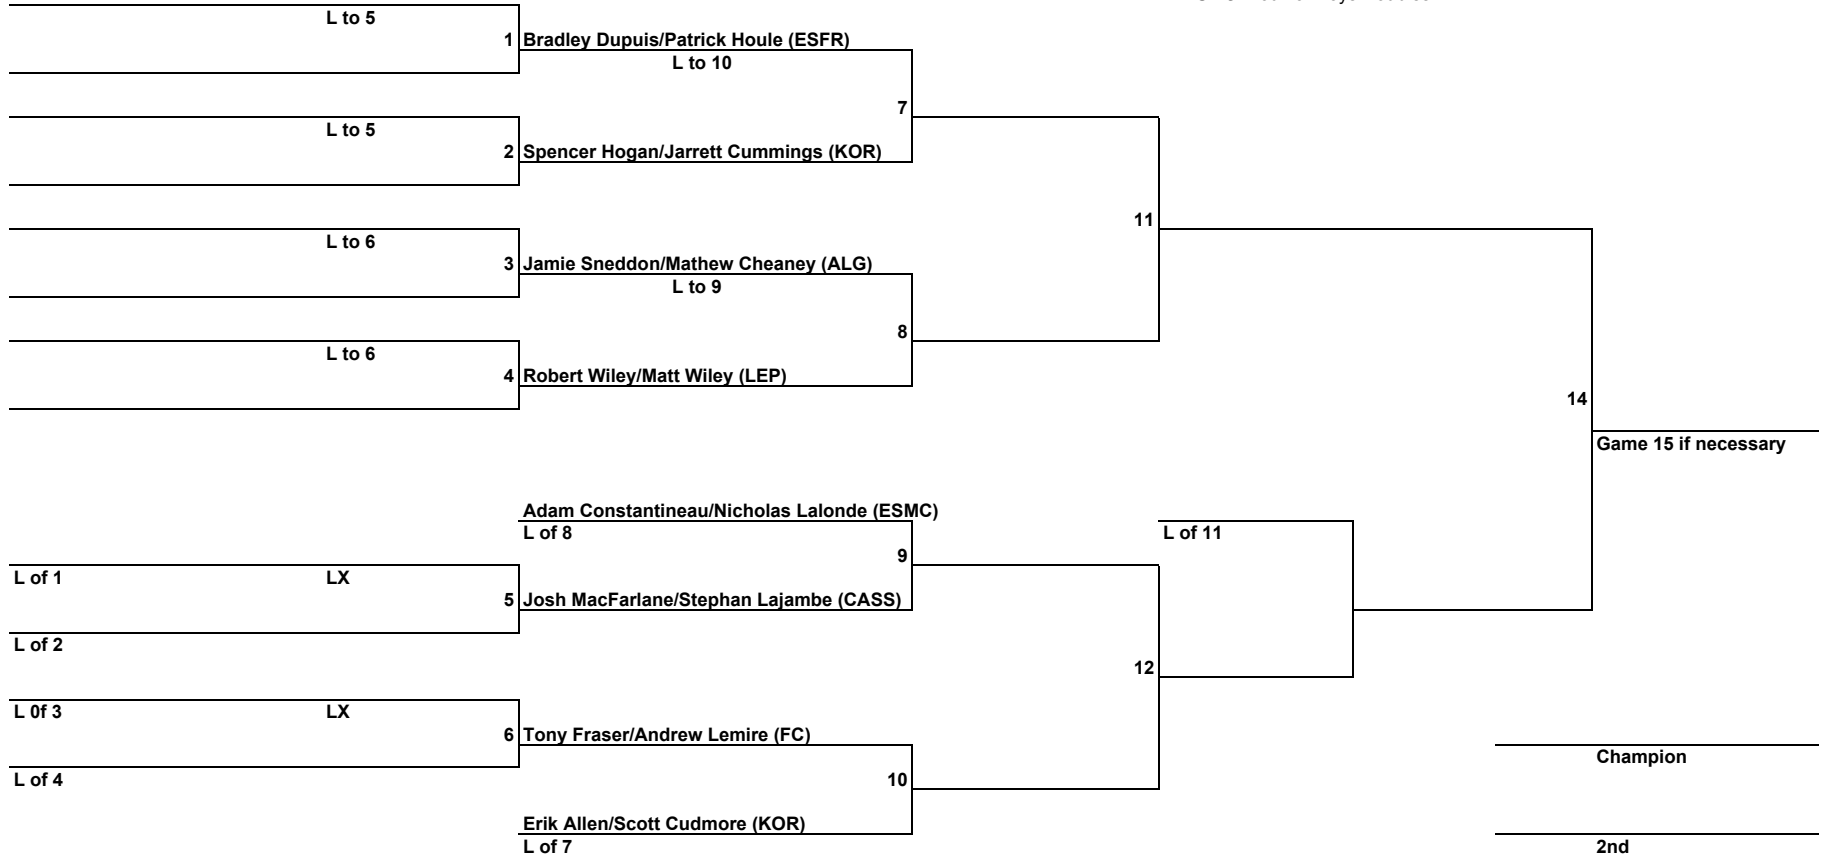 L to 5
1 Bradley Dupuis/Patrick Houle (ESFR)
L to 10
7
L to 5
2 Spencer Hogan/Jarrett Cummings (KOR)
11
L to 6
3 Jamie Sneddon/Mathew Cheaney (ALG)
L to 9
8
L to 6
4 Robert Wiley/Matt Wiley (LEP)
14
Game 15 if necessary
Adam Constantineau/Nicholas Lalonde (ESMC)
L of 8
L of 11
9
L of 1 LX
5 Josh MacFarlane/Stephan Lajambe (CASS)
L of 2
12
L 0f 3 LX
6 Tony Fraser/Andrew Lemire (FC)
Champion
L of 4
10
Erik Allen/Scott Cudmore (KOR)
L of 7
2nd